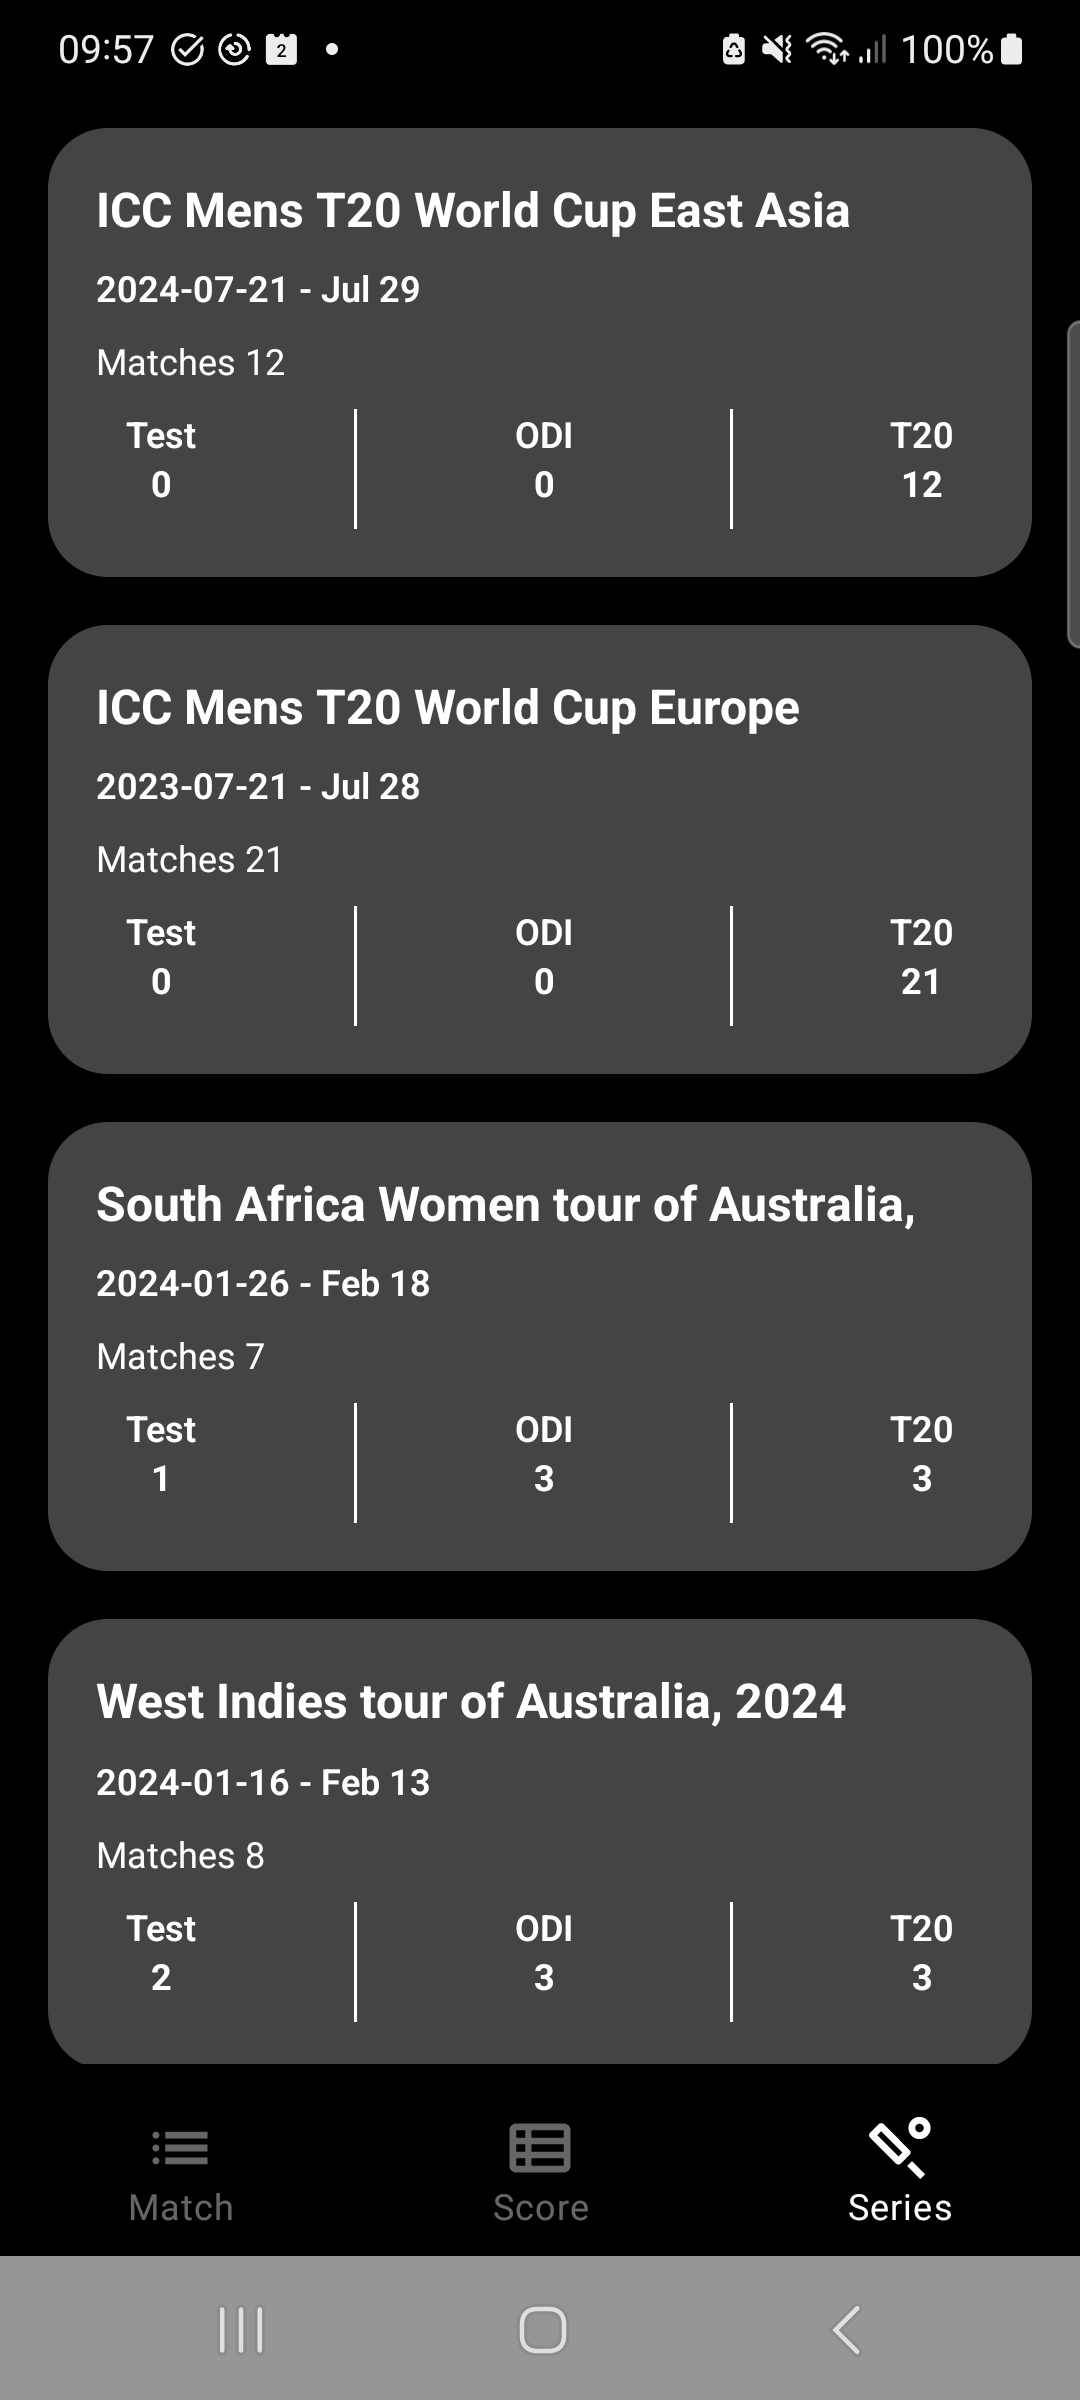 09:57 2 100%
ICC Mens T20 World Cup East Asia
2024-07-21 - Jul 29
Matches 12
Test ODI T20
0 0 12
ICC Mens T20 World Cup Europe
2023-07-21 - Jul 28
Matches 21
Test ODI T20
0 0 21
South Africa Women tour of Australia,
2024-01-26 - Feb 18
Matches 7
Test ODI T20
1 3 3
West Indies tour of Australia, 2024
2024-01-16 - Feb 13
Matches 8
Test ODI T20
2 3 3
Match Score Series